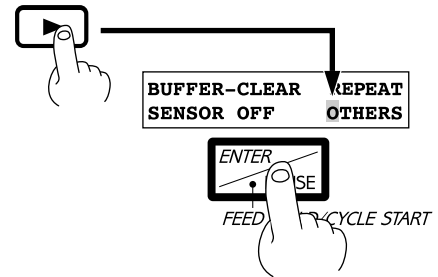 BUFFER-CLEAR REPEAT
SENSOR OFF OTHERS
ENTER
FEED /CYCLE START